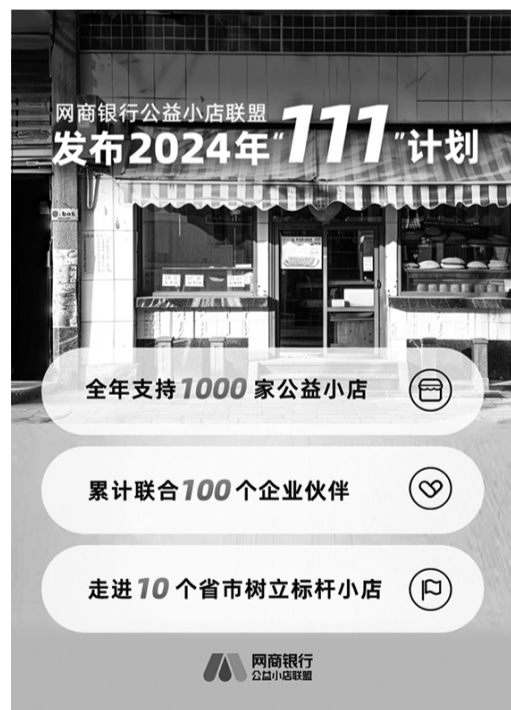 网商银行公益小店联盟
发布2024年“111”计划
@:bob
全年支持1000家公益小店
累计联合100个企业伙伴
走进10个省市树立标杆小店
网商银行
公益小店联盟